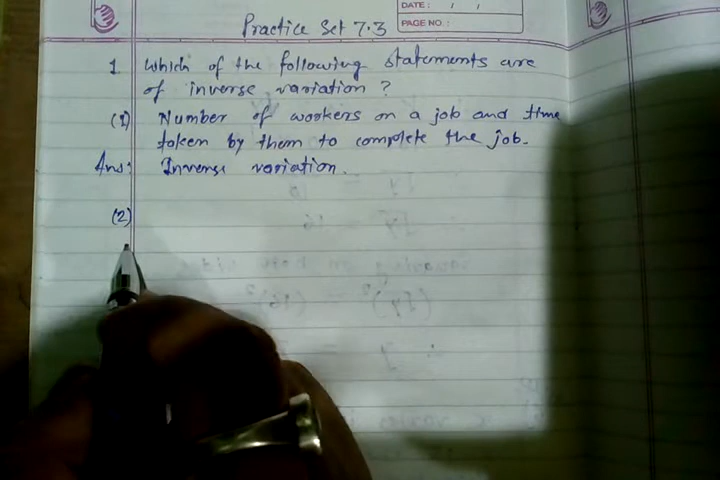 DATE: / /
PAGE NO.:
Practice Set 7.3
1 Which of the following statements are
of inverse variation ?
(1) Number of workers on a job and time
taken by them to complete the job.
Ans: Inverse variation.
(2)